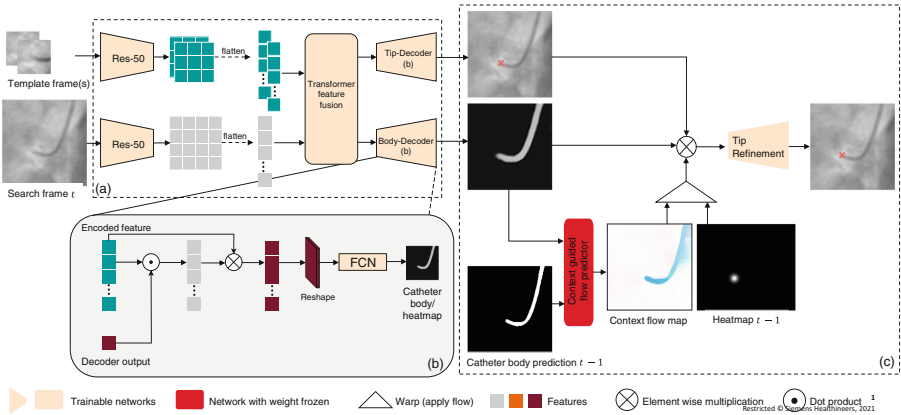 Template frame(s)
Search frame t
Res-50
flatten
Res-50
flatten
(a)
Transformer
feature
fusion
Tip-Decoder
(b)
Body-Decoder
(b)
Encoded feature
Decoder output
Reshape
FCN
Catheter
body/
heatmap
(b)
Context guided
flow predictor
Catheter body prediction t − 1
Context flow map
Heatmap t − 1
Tip
Refinement
(c)
Trainable networks
Network with weight frozen
Warp (apply flow)
Features
Element wise multiplication
Dot product
1
Restricted © Siemens Healthineers, 2021